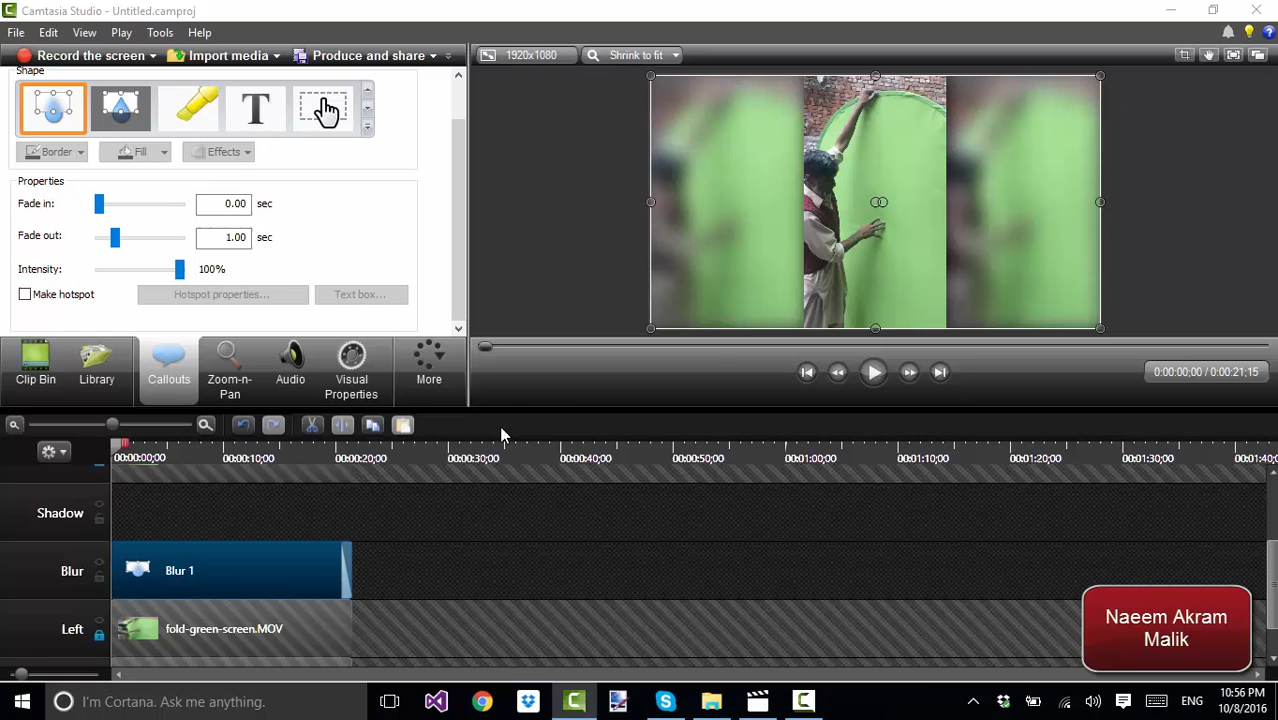 Camtasia Studio - Untitled.camproj
File Edit View Play Tools Help
Record the screen Import media Produce and share
1920x1080 Shrink to fit
Shape
T
Border Fill Effects
Properties
Fade in: 0.00 sec
Fade out: 1.00 sec
Intensity: 100%
Make hotspot Hotspot properties... Text box...
Clip Bin Library Callouts Zoom-n-Pan Audio Visual Properties More
0:00:00;00 / 0:00:21;15
00:00:00;00 00:00:10;00 00:00:20;00 00:00:30;00 00:00:40;00 00:00:50;00 00:01:00;00 00:01:10;00 00:01:20;00 00:01:30;00 00:01:40;0
Shadow
Blur Blur 1
Left fold-green-screen.MOV
Naeem Akram
Malik
I'm Cortana. Ask me anything.
ENG
10:56 PM
10/8/2016